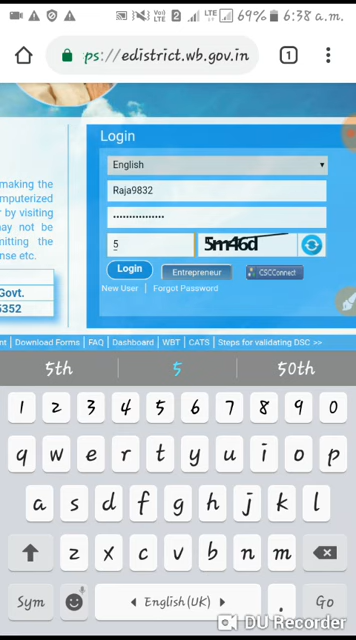 69% 6:38 a.m.
ps://edistrict.wb.gov.in 1
Login
making the
English
computerized
Raja9832
r by visiting
may not be
•••••••••••••••
mitting the
nse etc.
5 5m46d
Login Entrepreneur CSCConnect
Govt.
New User | Forgot Password
5352
nt | Download Forms | FAQ | Dashboard | WBT | CATS | Steps for validating DSC >>
5th 5 50th
1 2 3 4 5 6 7 8 9 0
q w e r t y u i o p
a s d f g h j k l
z x c v b n m
Sym English(UK) . Go
DU Recorder